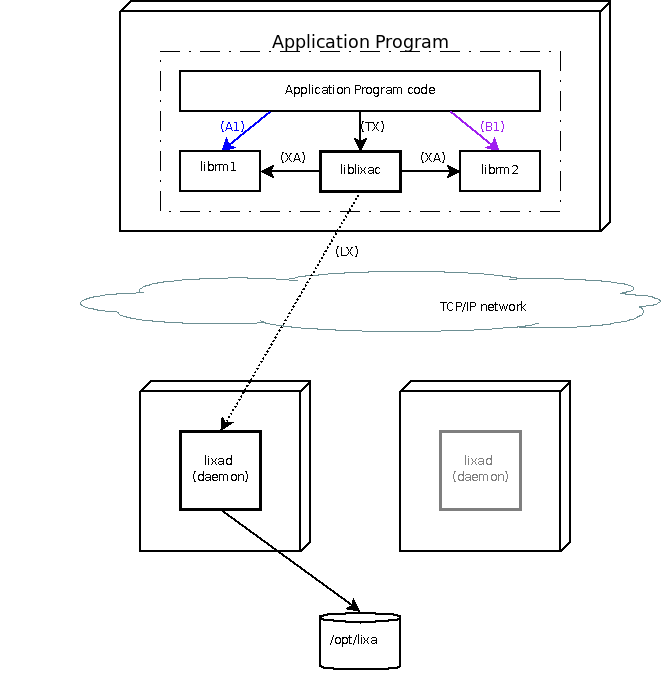 Application Program
Application Program code
(A1)
(TX)
(B1)
librm1
(XA)
liblixac
(XA)
librm2
(LX)
TCP/IP network
lixad
(daemon)
lixad
(daemon)
/opt/lixa